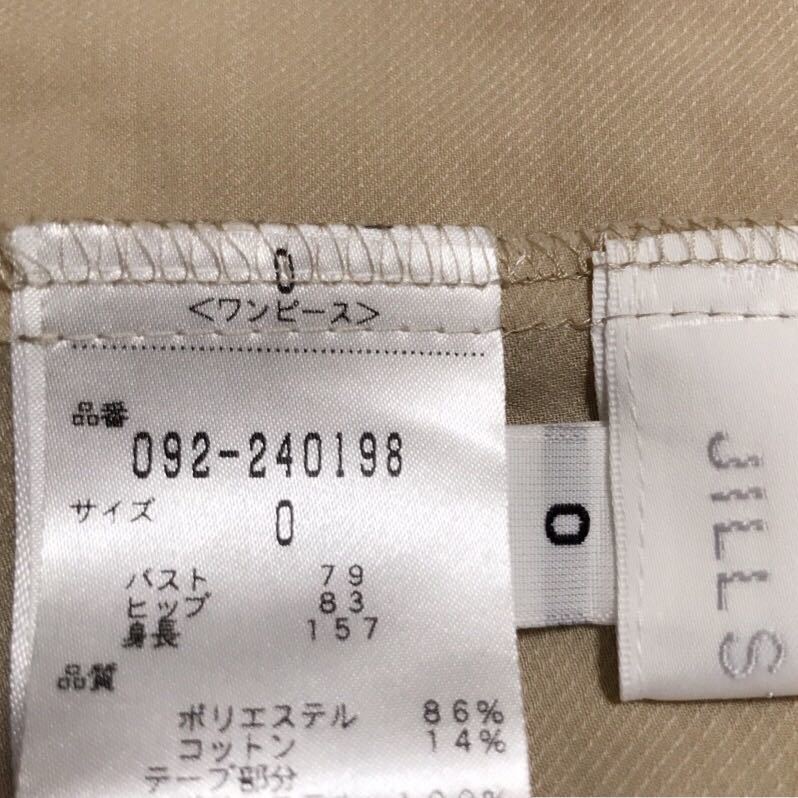 0
<ワンピース>
品番
092-240198
サイズ
0
バスト 79
ヒップ 83
身長 157
品質
ポリエステル 86%
コットン 14%
テープ部分
0
JILLS